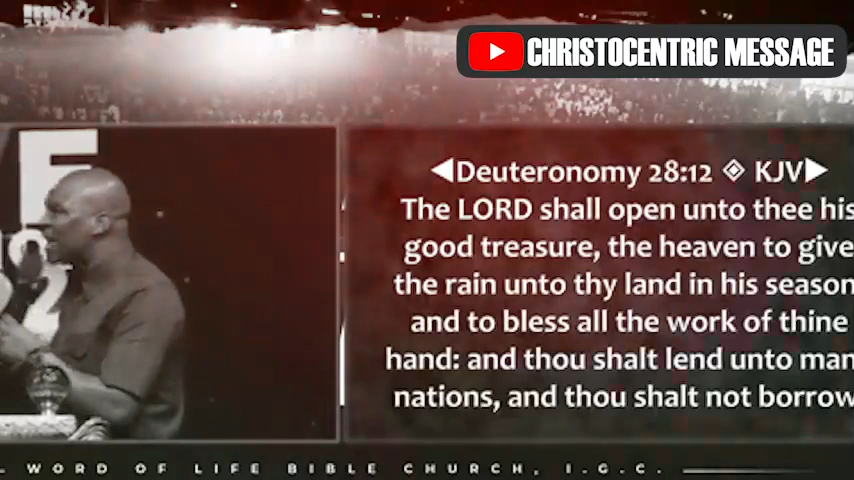 CHRISTOCENTRIC MESSAGE
Deuteronomy 28:12 KJV
The LORD shall open unto thee his
good treasure, the heaven to give
the rain unto thy land in his season
and to bless all the work of thine
hand: and thou shalt lend unto man
nations, and thou shalt not borrow
WORD OF LIFE BIBLE CHURCH, I.G.C.